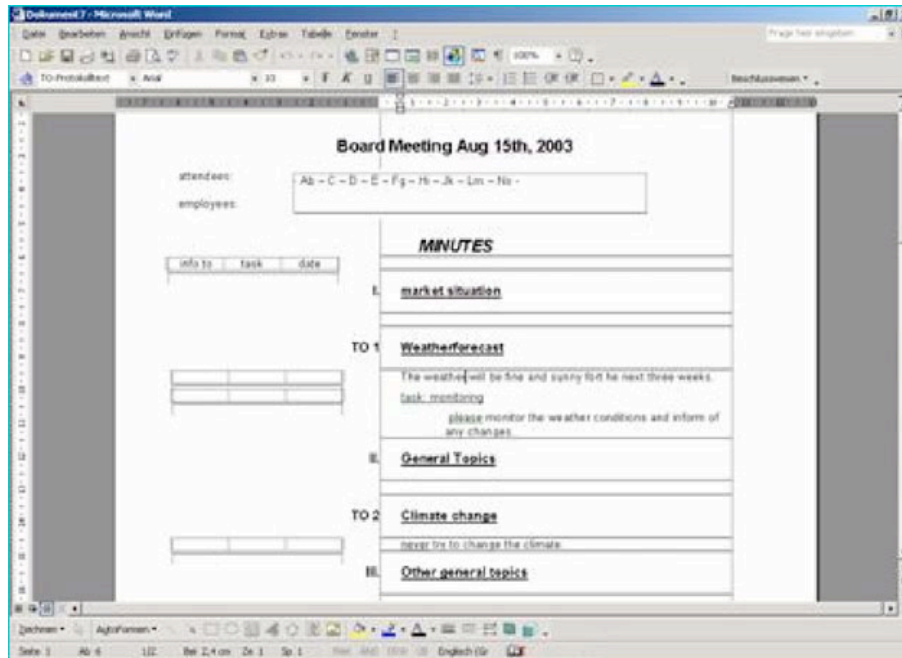 Dokument7 - Microsoft Word
Datei Bearbeiten Ansicht Einfügen Format Extras Tabelle Fenster ?
Frage hier eingeben
100%
TO-Protokolltext Arial 10 F K U
Board Meeting Aug 15th, 2003
attendees: Ab – C – D – E – Fg – Hi – Jk – Lm – No -
employees:
MINUTES
info to task date
I. market situation
TO 1 Weatherforecast
The weather will be fine and sunny fort he next three weeks.
task: monitoring
please monitor the weather conditions and inform of
any changes.
II. General Topics
TO 2 Climate change
never try to change the climate.
III. Other general topics
Zeichnen AutoFormen
Seite 1 Ab 6 1/2 Bei 2,4 cm Ze 1 Sp 1 Englisch (Gr